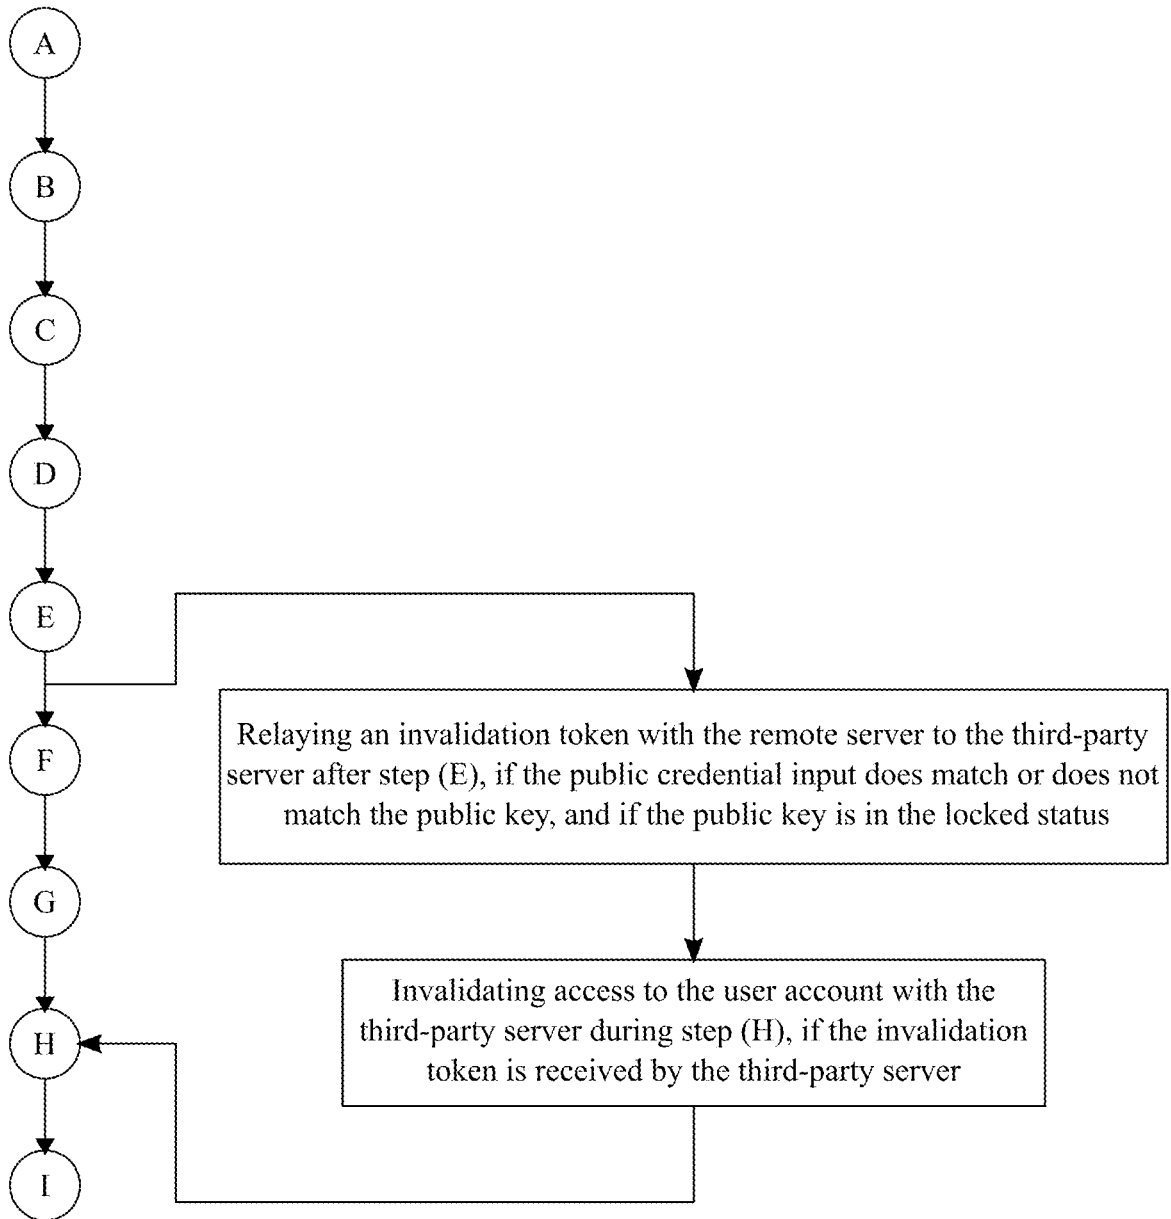 A
B
C
D
E
F
G
H
I
Relaying an invalidation token with the remote server to the third-party
server after step (E), if the public credential input does match or does not
match the public key, and if the public key is in the locked status
Invalidating access to the user account with the
third-party server during step (H), if the invalidation
token is received by the third-party server